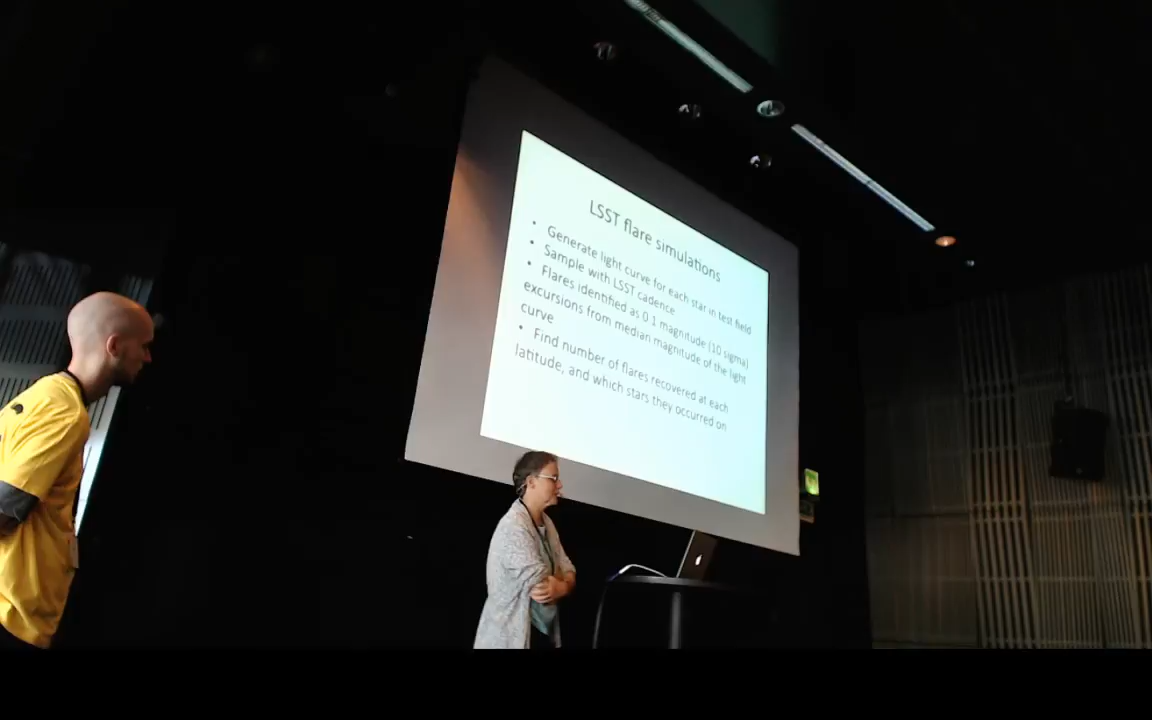 LSST flare simulations
• Generate light curve for each star in test field
• Sample with LSST cadence
• Flares identified as 0.1 magnitude (10 sigma)
excursions from median magnitude of the light
curve
• Find number of flares recovered at each
latitude, and which stars they occurred on